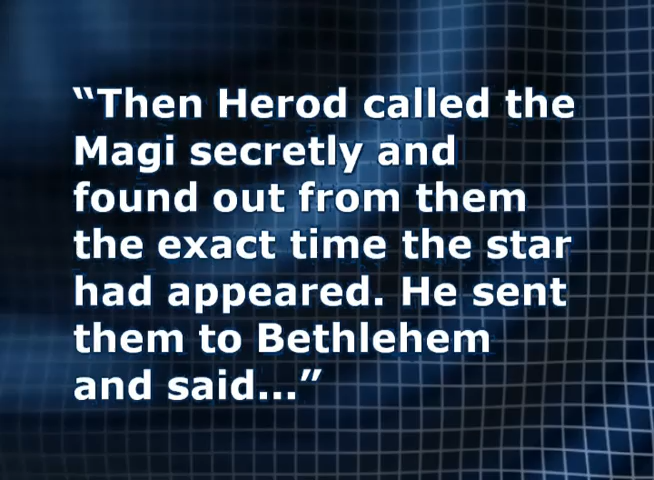 “Then Herod called the
Magi secretly and
found out from them
the exact time the star
had appeared. He sent
them to Bethlehem
and said...”